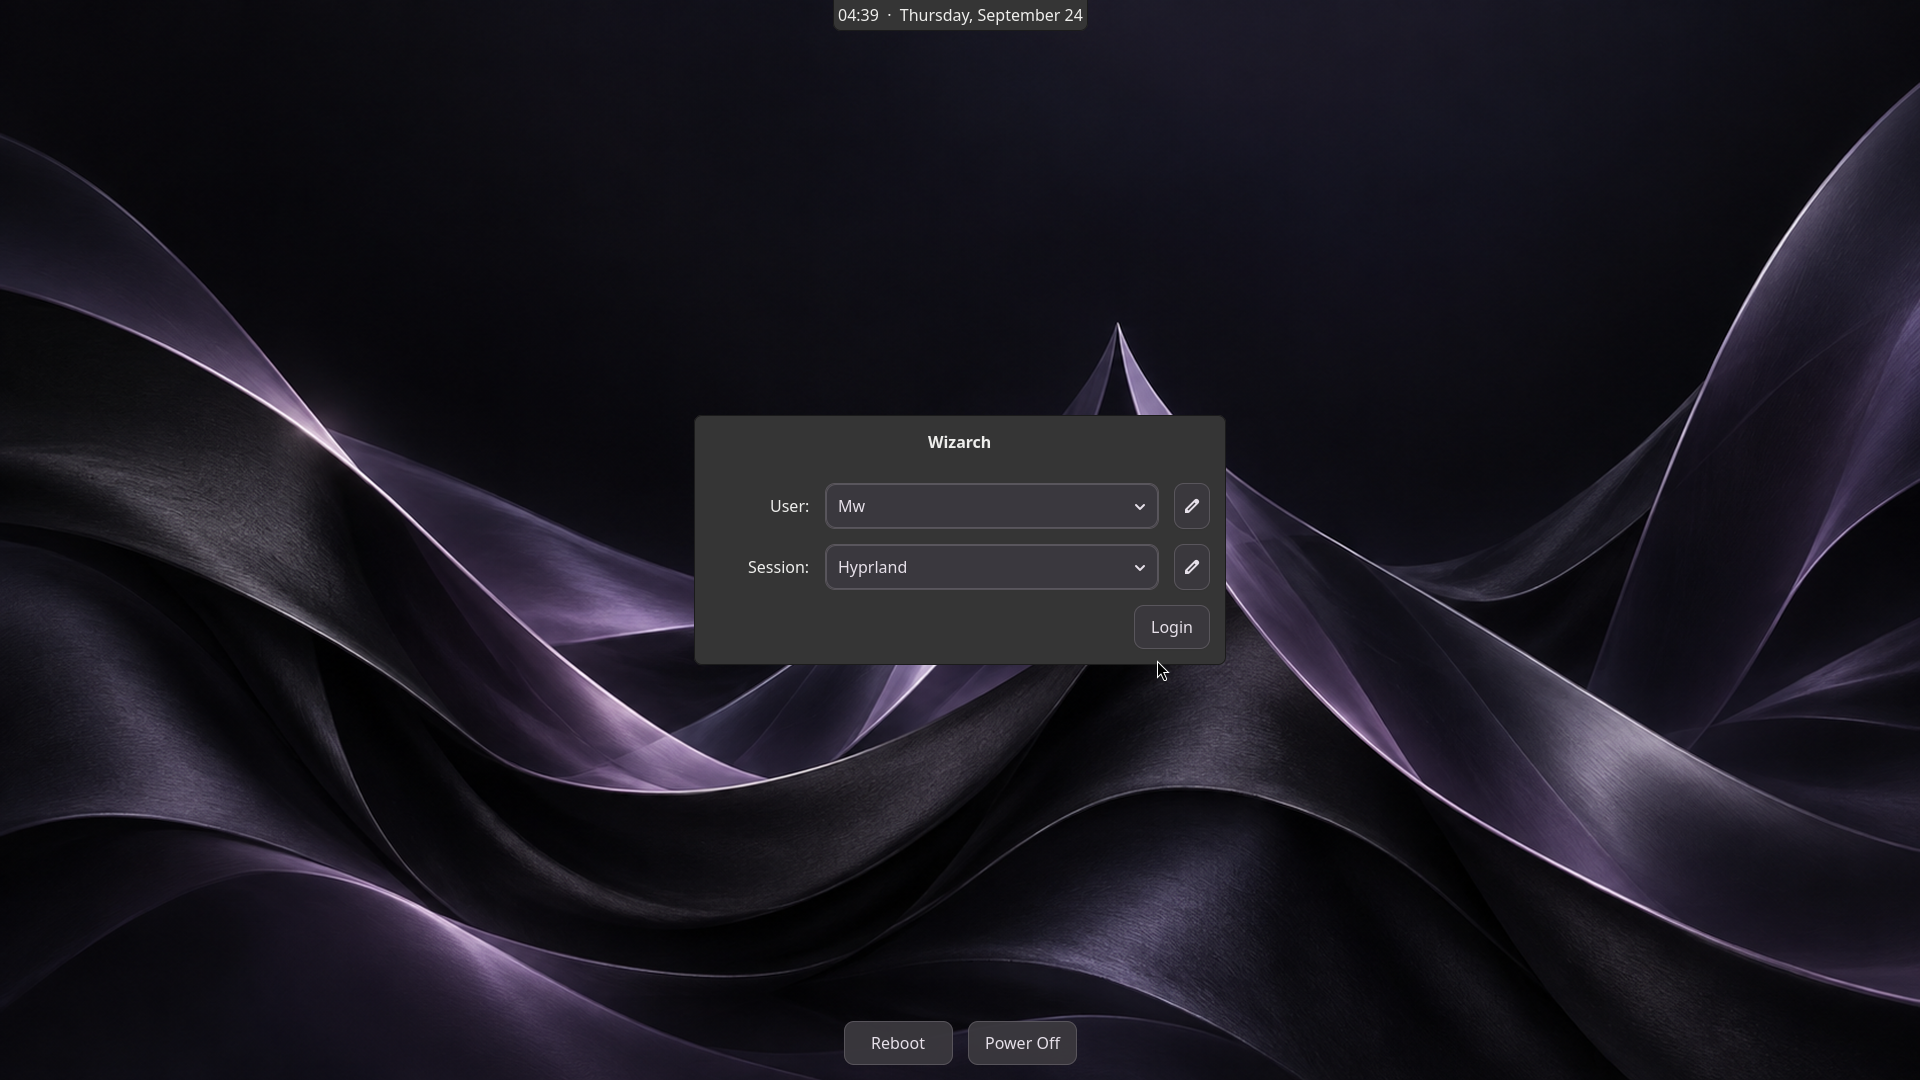 04:39 · Thursday, September 24
Wizarch
User: Mw
Session: Hyprland
Login
Reboot Power Off